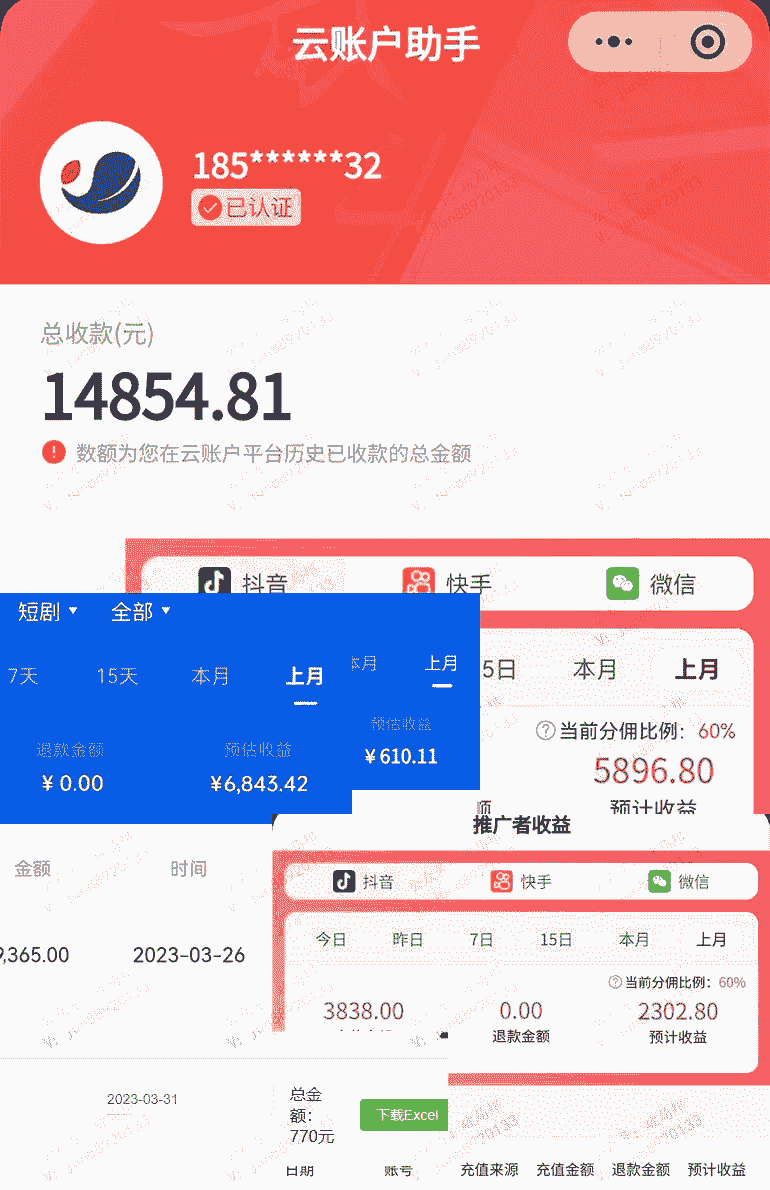 云账户助手
185******32
已认证
总收款(元)
14854.81
数额为您在云账户平台历史已收款的总金额
抖音 快手 微信
短剧 全部
7天 15天 本月 上月
本月 上月
5日 本月 上月
退款金额 预估收益
¥ 0.00 ¥6,843.42
预估收益
¥ 610.11
当前分佣比例：60%
5896.80
预计收益
推广者收益
金额 时间
9,365.00 2023-03-26
抖音 快手 微信
今日 昨日 7日 15日 本月 上月
当前分佣比例：60%
3838.00 0.00 2302.80
退款金额 预计收益
2023-03-31
总金
额:
770元
下载Excel
日期 账号 充值来源 充值金额 退款金额 预计收益